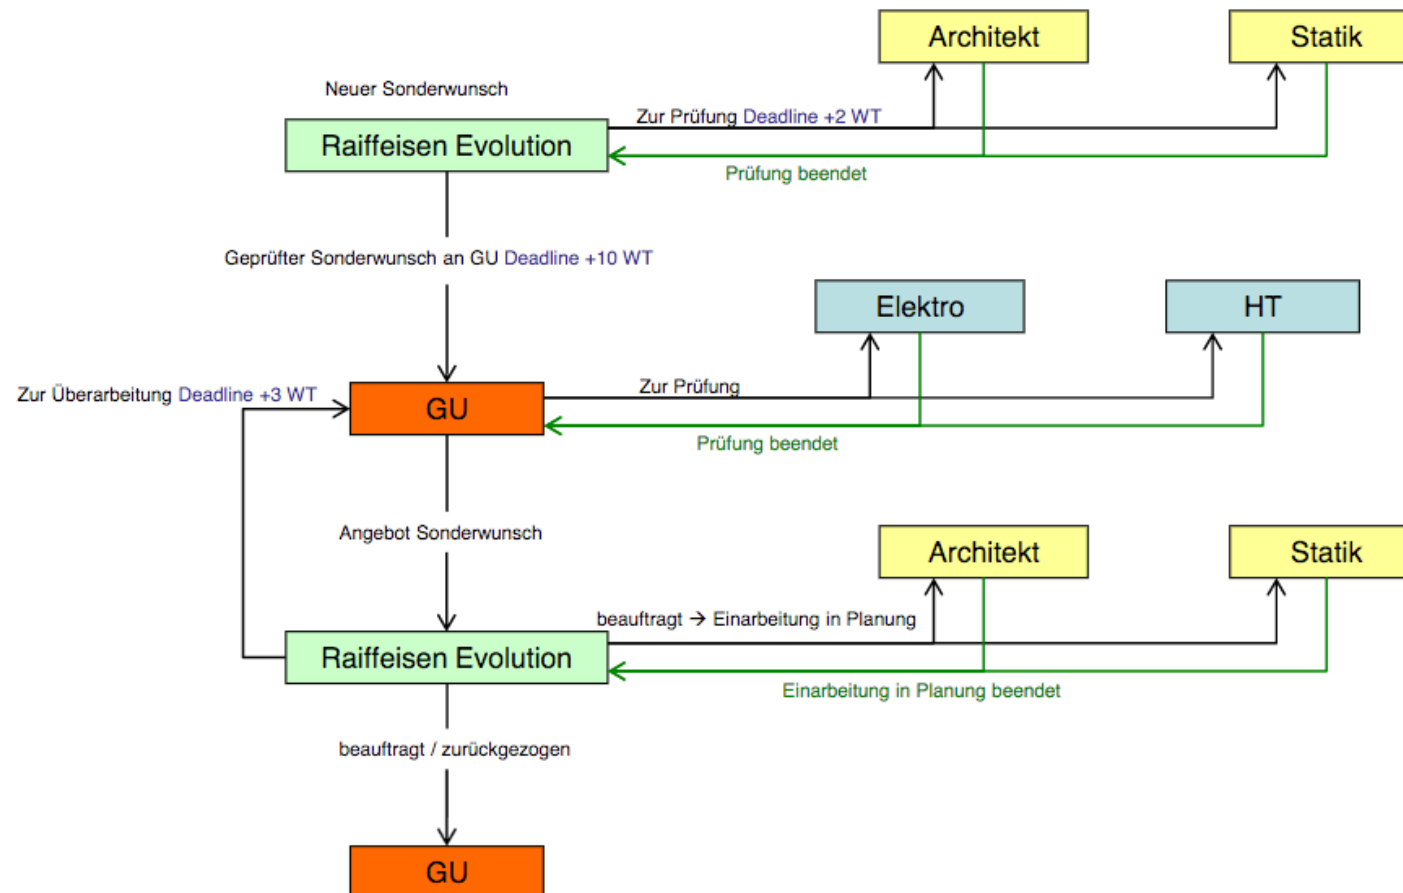 Architekt
Statik
Neuer Sonderwunsch
Zur Prüfung Deadline +2 WT
Raiffeisen Evolution
Prüfung beendet
Geprüfter Sonderwunsch an GU Deadline +10 WT
Elektro
HT
Zur Überarbeitung Deadline +3 WT
Zur Prüfung
GU
Prüfung beendet
Angebot Sonderwunsch
Architekt
Statik
beauftragt → Einarbeitung in Planung
Raiffeisen Evolution
Einarbeitung in Planung beendet
beauftragt / zurückgezogen
GU